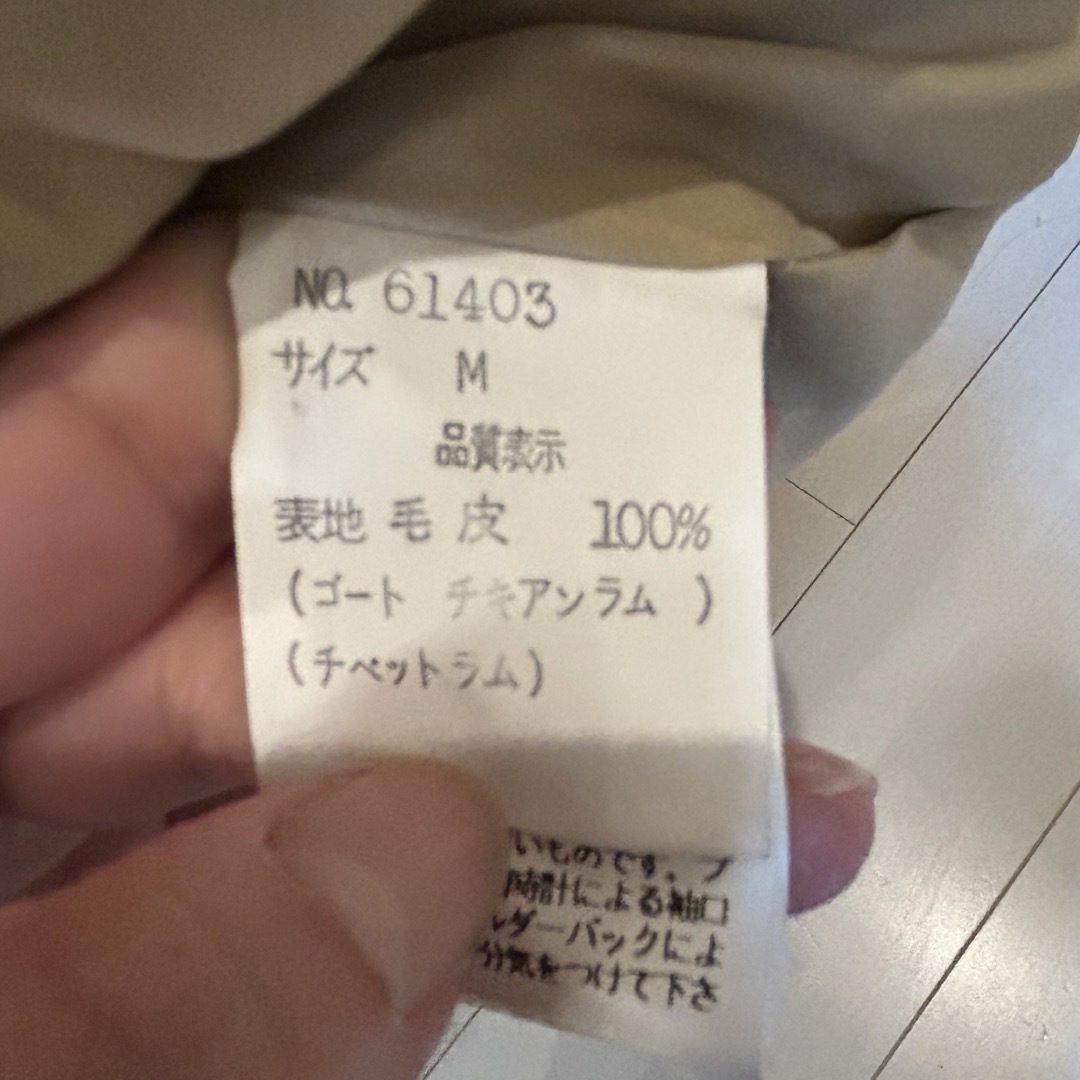 NO. 61403
サイズ M
品質表示
表地 毛皮 100%
(ゴート チキアンラム )
(チベットラム)
いものです。ブ
時計による袖口
ルダーバックによ
分気をつけて下さ